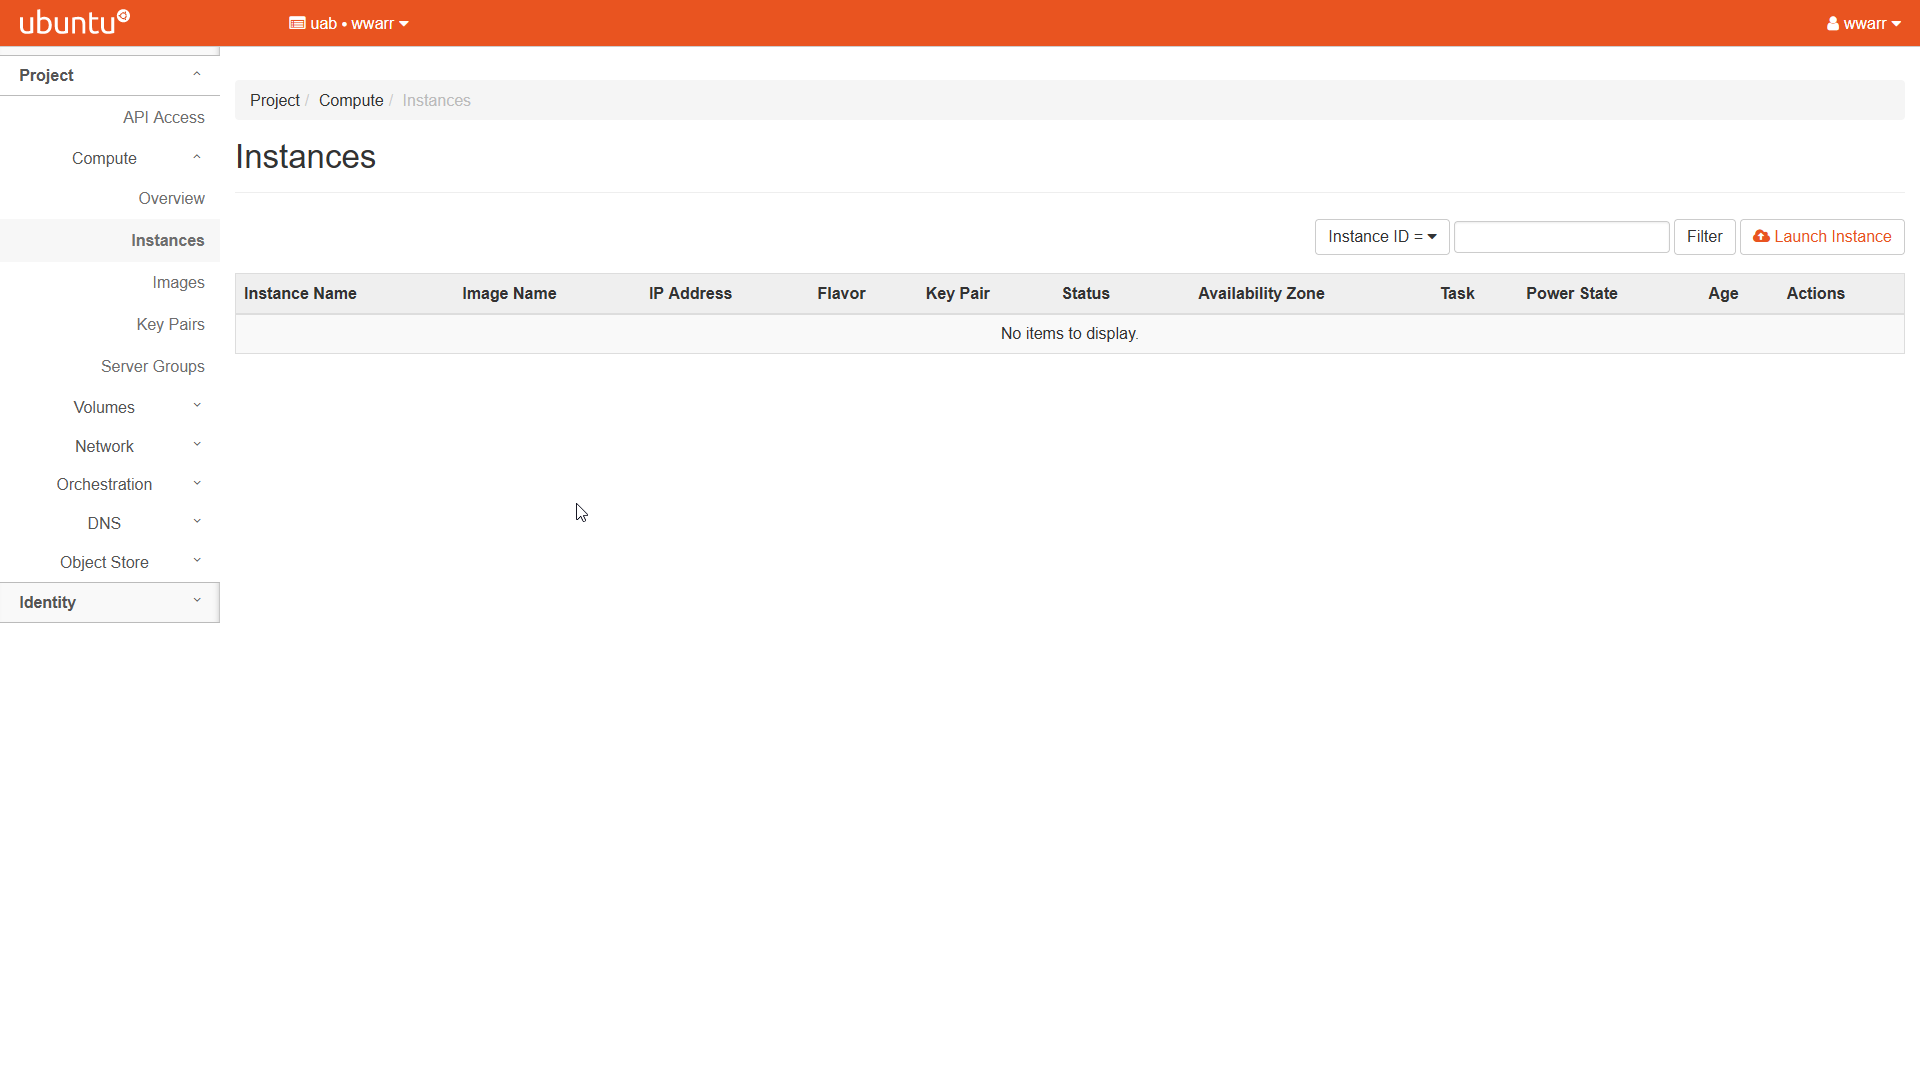 ubuntu
uab • wwarr
wwarr
Project
API Access
Compute
Overview
Instances
Images
Key Pairs
Server Groups
Volumes
Network
Orchestration
DNS
Object Store
Identity
Project / Compute / Instances
Instances
Instance ID =
Filter
Launch Instance
Instance Name Image Name IP Address Flavor Key Pair Status Availability Zone Task Power State Age Actions
No items to display.